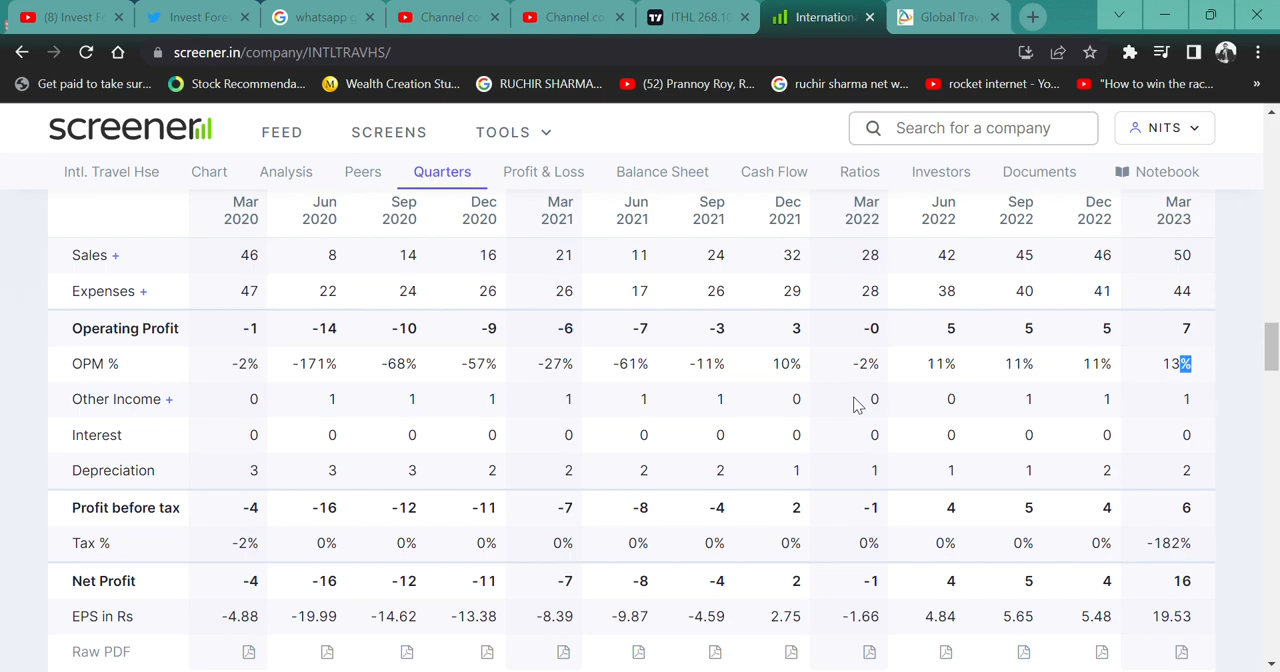 (8) Invest Fr
Invest Forev
whatsapp g
Channel co
Channel co
ITHL 268.10
Internationa
Global Trav
screener.in/company/INTLTRAVHS/
Get paid to take sur...
Stock Recommenda...
Wealth Creation Stu...
RUCHIR SHARMA...
(52) Prannoy Roy, R...
ruchir sharma net w...
rocket internet - Yo...
"How to win the rac...
»
screener
FEED
SCREENS
TOOLS
Search for a company
NITS
Intl. Travel Hse
Chart
Analysis
Peers
Quarters
Profit & Loss
Balance Sheet
Cash Flow
Ratios
Investors
Documents
Notebook
Mar 2020 Jun 2020 Sep 2020 Dec 2020 Mar 2021 Jun 2021 Sep 2021 Dec 2021 Mar 2022 Jun 2022 Sep 2022 Dec 2022 Mar 2023
Sales + 46 8 14 16 21 11 24 32 28 42 45 46 50
Expenses + 47 22 24 26 26 17 26 29 28 38 40 41 44
Operating Profit -1 -14 -10 -9 -6 -7 -3 3 -0 5 5 5 7
OPM % -2% -171% -68% -57% -27% -61% -11% 10% -2% 11% 11% 11% 13%
Other Income + 0 1 1 1 1 1 1 0 0 0 1 1 1
Interest 0 0 0 0 0 0 0 0 0 0 0 0 0
Depreciation 3 3 3 2 2 2 2 1 1 1 1 2 2
Profit before tax -4 -16 -12 -11 -7 -8 -4 2 -1 4 5 4 6
Tax % -2% 0% 0% 0% 0% 0% 0% 0% 0% 0% 0% 0% -182%
Net Profit -4 -16 -12 -11 -7 -8 -4 2 -1 4 5 4 16
EPS in Rs -4.88 -19.99 -14.62 -13.38 -8.39 -9.87 -4.59 2.75 -1.66 4.84 5.65 5.48 19.53
Raw PDF